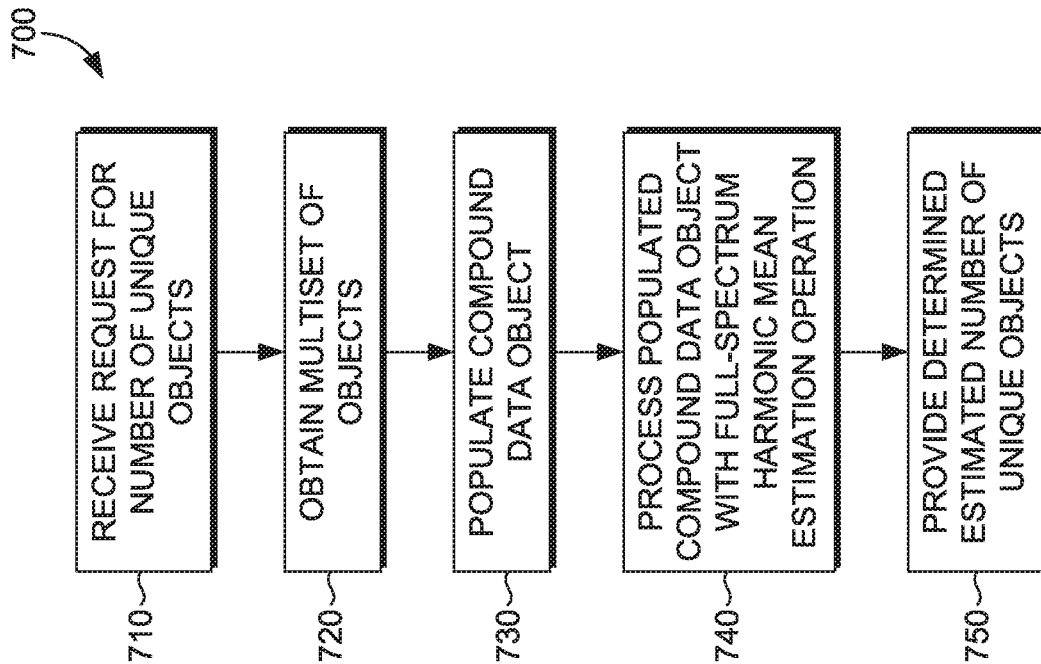 700
710
RECEIVE REQUEST FOR
NUMBER OF UNIQUE
OBJECTS
720
OBTAIN MULTISET OF
OBJECTS
730
POPULATE COMPOUND
DATA OBJECT
740
PROCESS POPULATED
COMPOUND DATA OBJECT
WITH FULL-SPECTRUM
HARMONIC MEAN
ESTIMATION OPERATION
750
PROVIDE DETERMINED
ESTIMATED NUMBER OF
UNIQUE OBJECTS